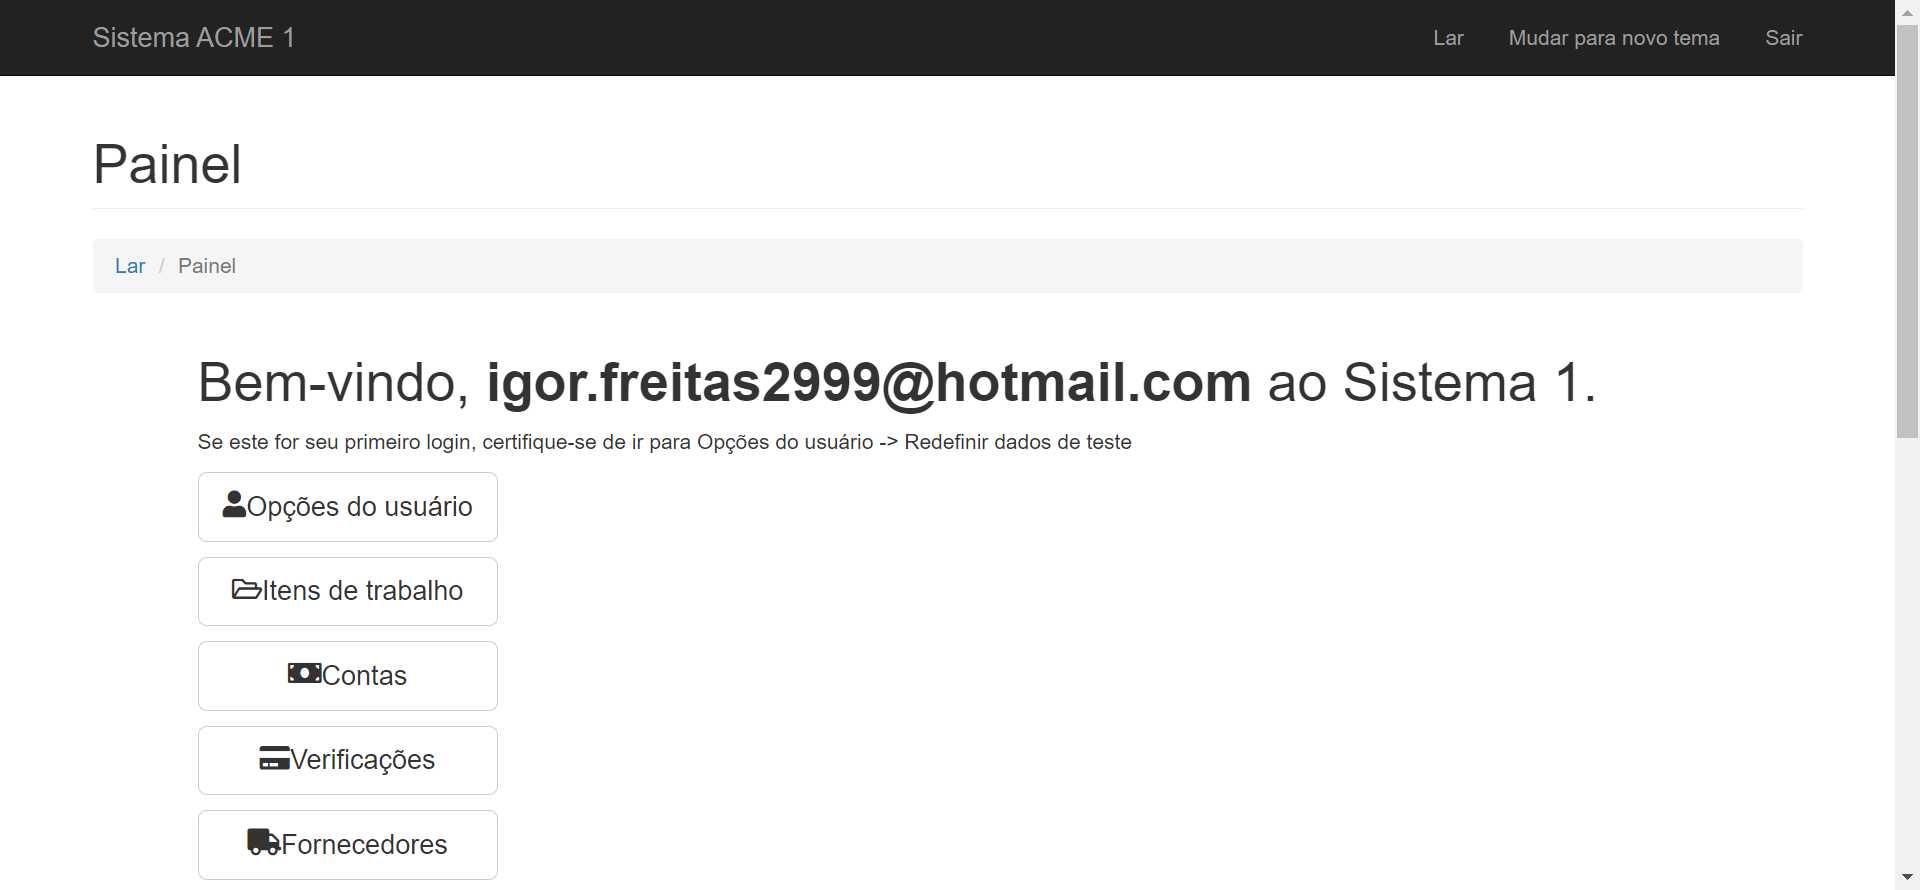 Sistema ACME 1
Lar
Mudar para novo tema
Sair
Painel
Lar / Painel
Bem-vindo, igor.freitas2999@hotmail.com ao Sistema 1.
Se este for seu primeiro login, certifique-se de ir para Opções do usuário -> Redefinir dados de teste
Opções do usuário
Itens de trabalho
Contas
Verificações
Fornecedores